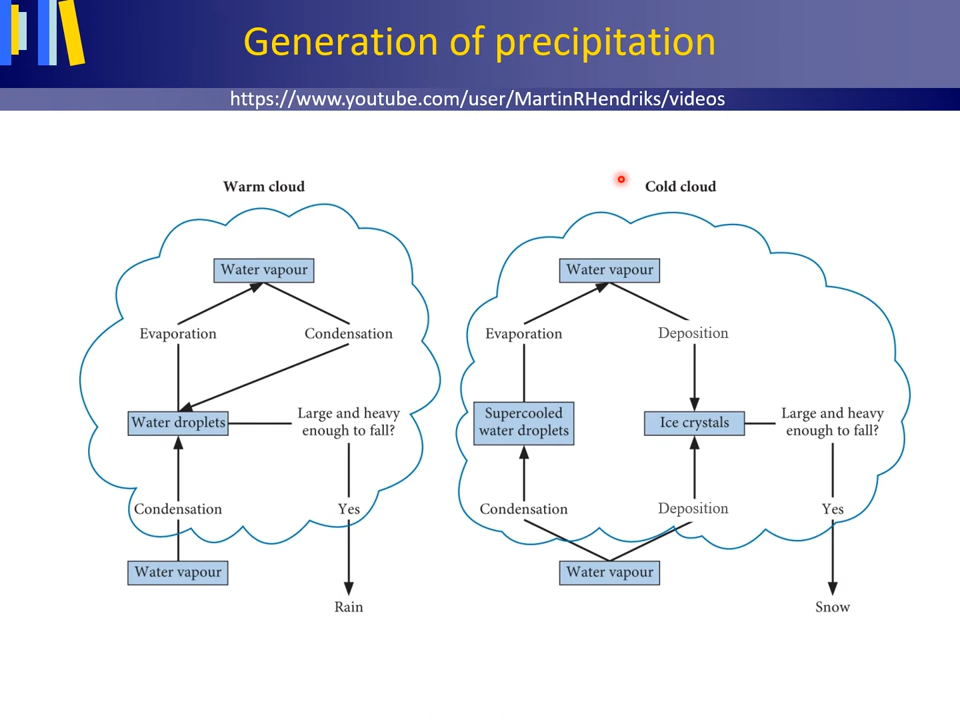 Generation of precipitation
https://www.youtube.com/user/MartinRHendriks/videos
Warm cloud
Water vapour
Evaporation
Condensation
Water droplets
Large and heavy
enough to fall?
Condensation
Yes
Water vapour
Rain
Cold cloud
Water vapour
Evaporation
Deposition
Supercooled
water droplets
Ice crystals
Large and heavy
enough to fall?
Condensation
Deposition
Yes
Water vapour
Snow